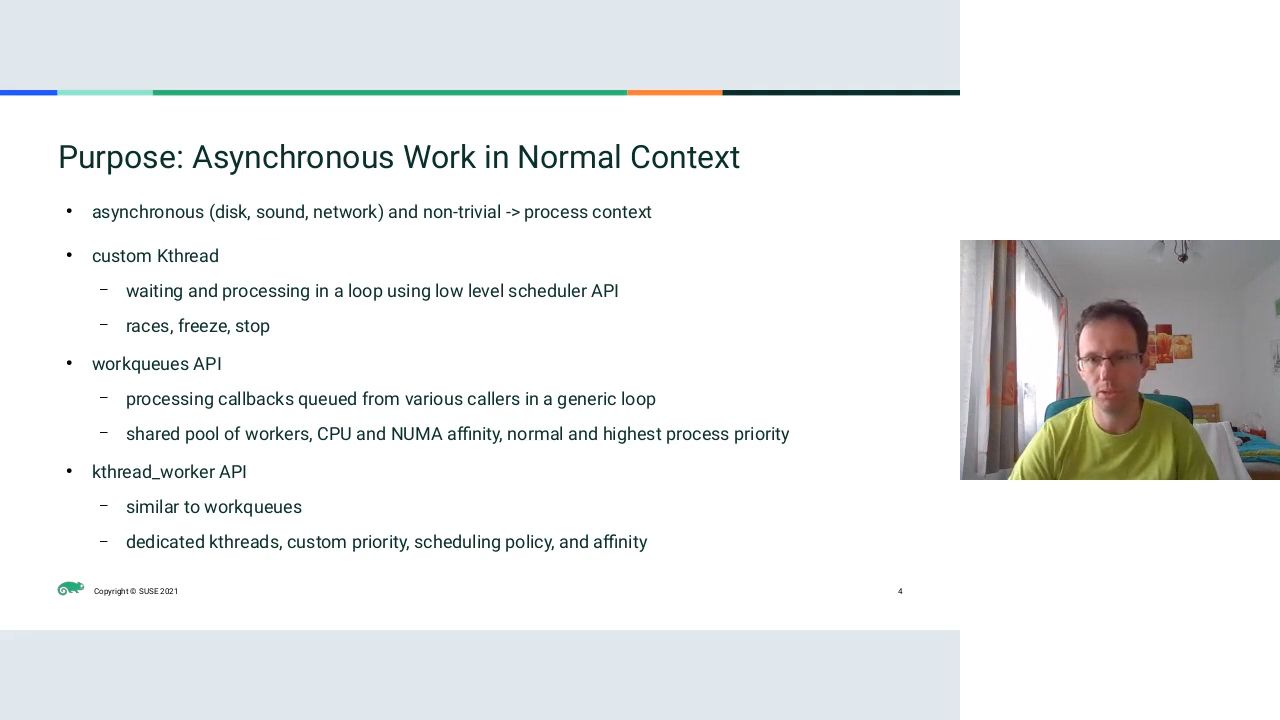 Purpose: Asynchronous Work in Normal Context
• asynchronous (disk, sound, network) and non-trivial -> process context
• custom Kthread
– waiting and processing in a loop using low level scheduler API
– races, freeze, stop
• workqueues API
– processing callbacks queued from various callers in a generic loop
– shared pool of workers, CPU and NUMA affinity, normal and highest process priority
• kthread_worker API
– similar to workqueues
– dedicated kthreads, custom priority, scheduling policy, and affinity
Copyright © SUSE 2021
4